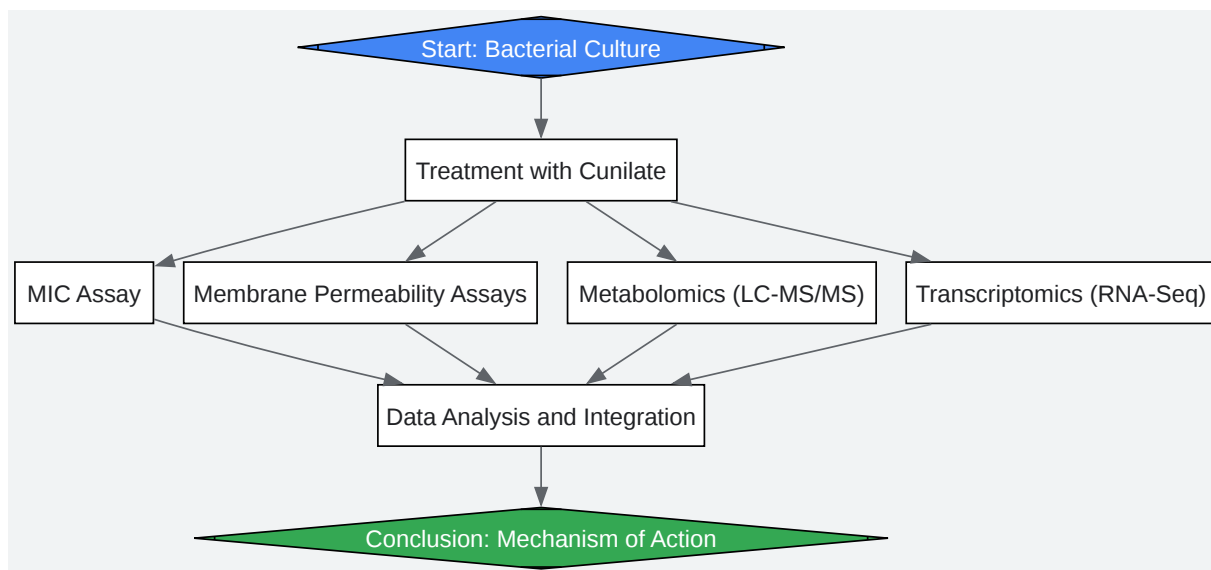 Start: Bacterial Culture
Treatment with Cunilate
MIC Assay
Membrane Permeability Assays
Metabolomics (LC-MS/MS)
Transcriptomics (RNA-Seq)
Data Analysis and Integration
Conclusion: Mechanism of Action